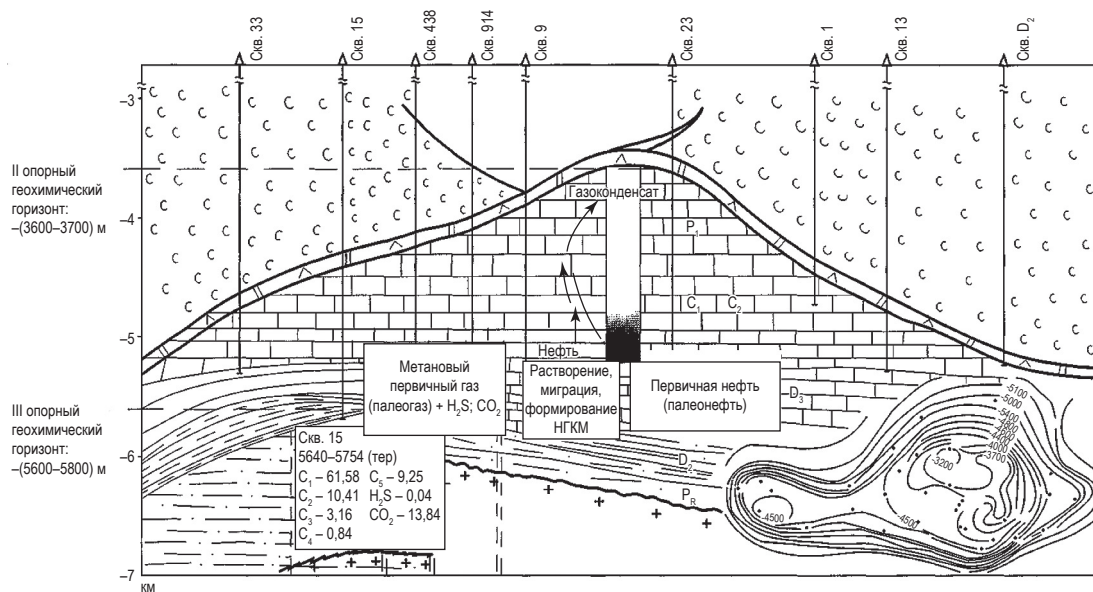 Скв. 33
Скв. 15
Скв. 438
Скв. 914
Скв. 9
Скв. 23
Скв. 1
Скв. 13
Скв. D₂
–3
II опорный
геохимический
горизонт:
–(3600–3700) м
–4
Газоконденсат
P₁
C₁ C₂
–5
Нефть
Метановый
первичный газ
(палеогаз) + H₂S; CO₂
Растворение,
миграция,
формирование
НГКМ
Первичная нефть
(палеонефть)
D₃
III опорный
геохимический
горизонт:
–(5600–5800) м
–6
Скв. 15
5640–5754 (тер)
C₁ – 61,58 C₅ – 9,25
C₂ – 10,41 H₂S – 0,04
C₃ – 3,16 CO₂ – 13,84
C₄ – 0,84
D₂
P_R
-5100
-5000
-5400
-3700
-3200
-4500
-4500
–7
км